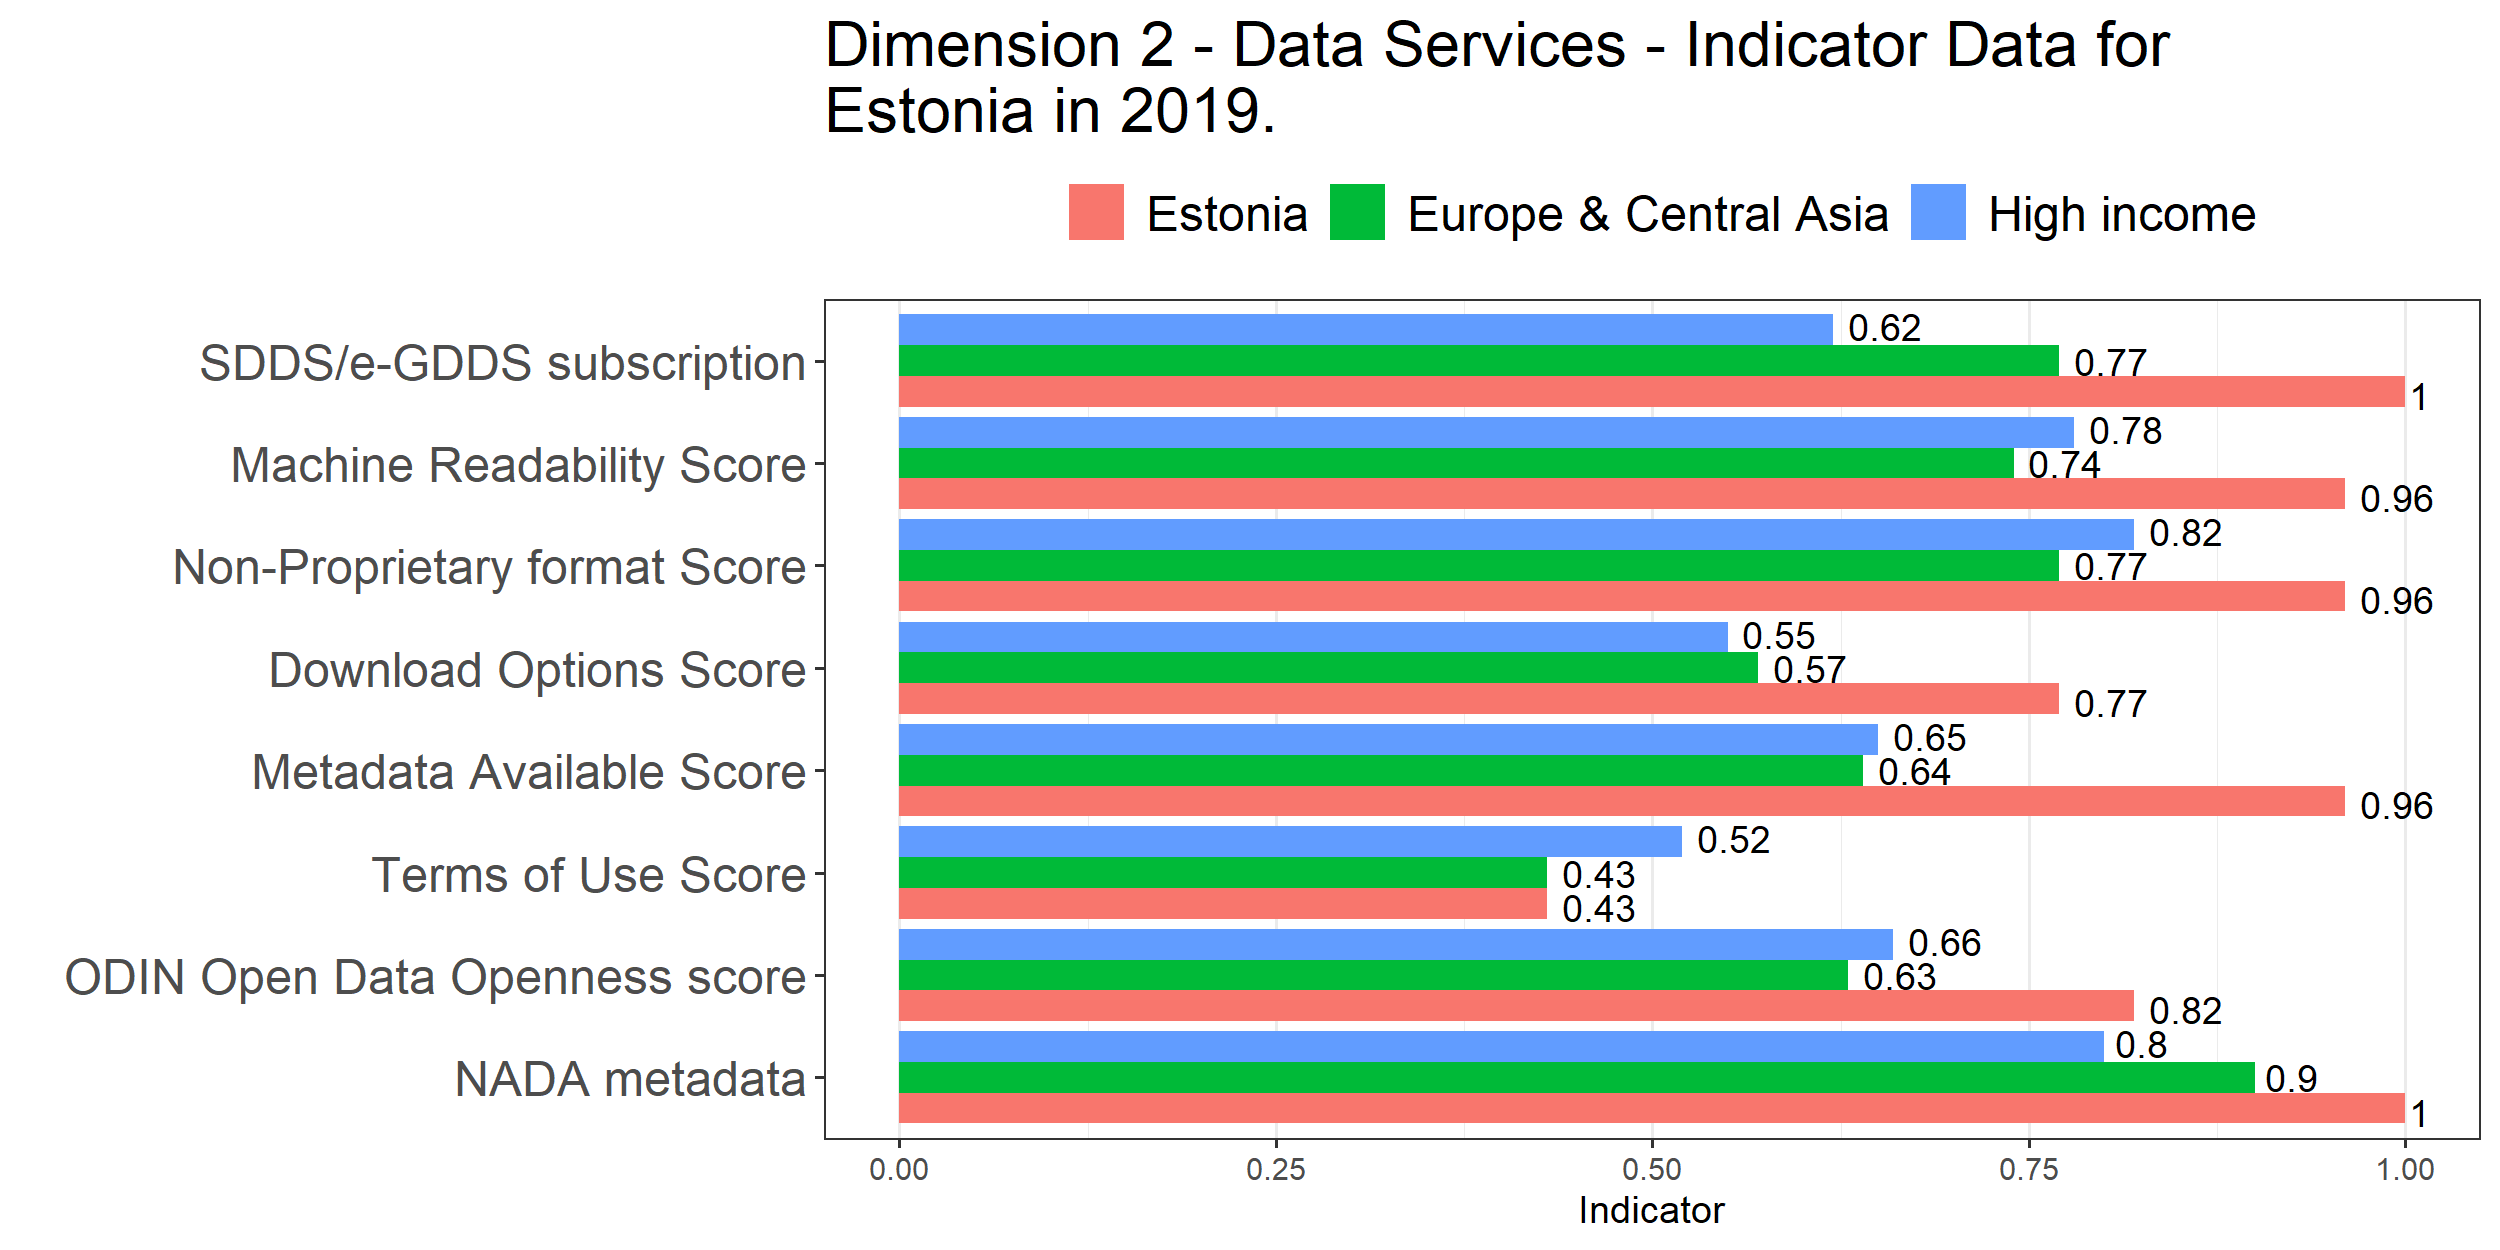 Dimension 2 - Data Services - Indicator Data for
Estonia in 2019.
Estonia
Europe & Central Asia
High income
SDDS/e-GDDS subscription
0.62
0.77
1
Machine Readability Score
0.78
0.74
0.96
Non-Proprietary format Score
0.82
0.77
0.96
Download Options Score
0.55
0.57
0.77
Metadata Available Score
0.65
0.64
0.96
Terms of Use Score
0.52
0.43
0.43
ODIN Open Data Openness score
0.66
0.63
0.82
NADA metadata
0.8
0.9
1
0.00
0.25
0.50
0.75
1.00
Indicator